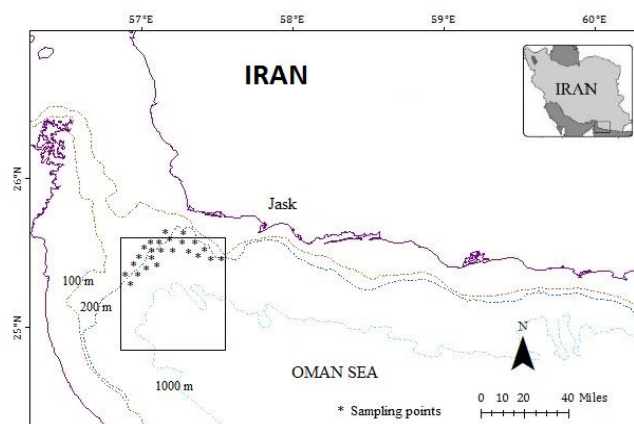 57°E 58°E 59°E 60°E
IRAN
IRAN
26°N
Jask
100 m
200 m
25°N
N
OMAN SEA
1000 m
* Sampling points
0 10 20 40 Miles